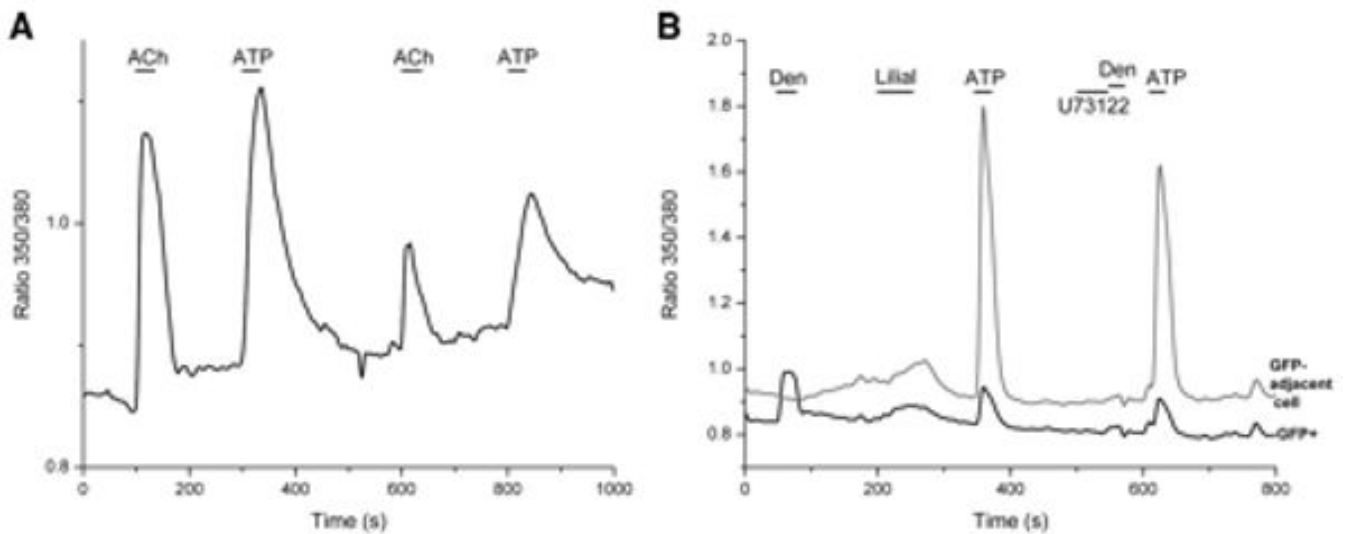 A
ACh
ATP
ACh
ATP
1.0
0.8
Ratio 350/380
0
200
400
600
800
1000
Time (s)
B
2.0
1.8
1.6
1.4
1.2
1.0
0.8
Ratio 350/380
Den
Lilial
ATP
Den
U73122
ATP
GFP-
adjacent
cell
GFP+
0
200
400
600
800
Time (s)